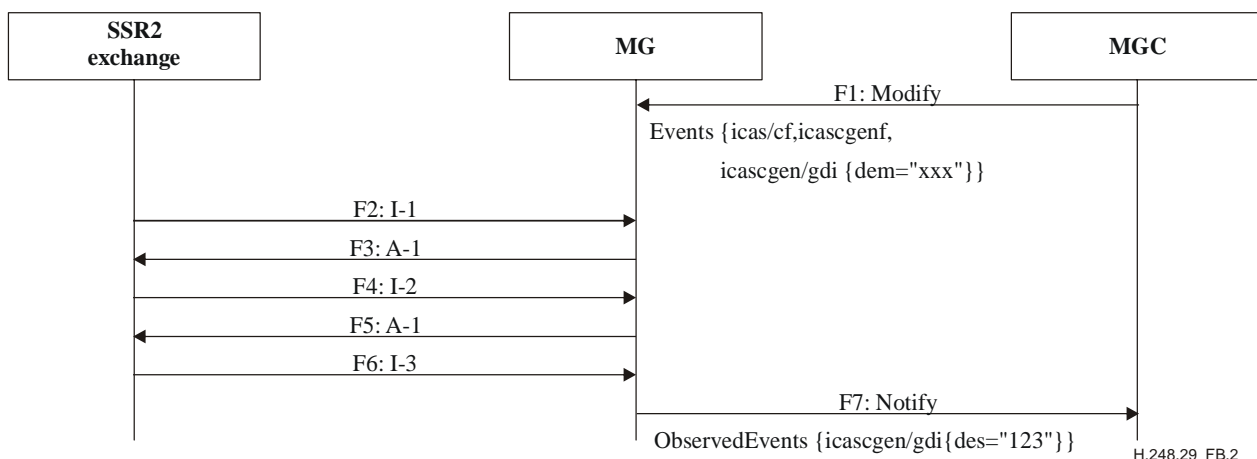 SSR2
exchange
MG
MGC
F1: Modify
Events {icas/cf,icascgenf,
icascgen/gdi {dem="xxx"}}
F2: I-1
F3: A-1
F4: I-2
F5: A-1
F6: I-3
F7: Notify
ObservedEvents {icascgen/gdi{des="123"}}
H.248.29_FB.2